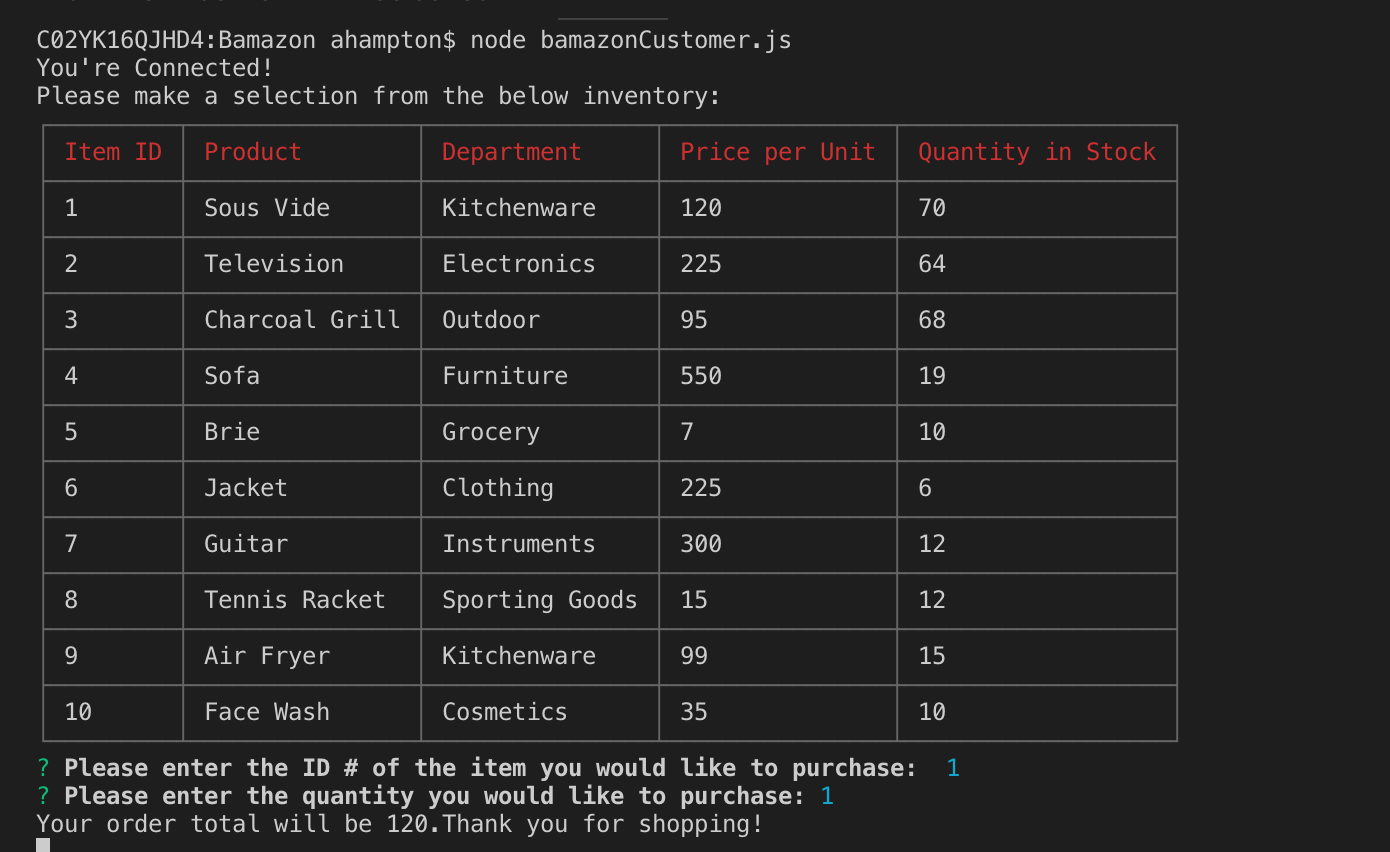 C02YK16QJHD4:Bamazon ahampton$ node bamazonCustomer.js
You're Connected!
Please make a selection from the below inventory:
Item ID Product Department Price per Unit Quantity in Stock
1 Sous Vide Kitchenware 120 70
2 Television Electronics 225 64
3 Charcoal Grill Outdoor 95 68
4 Sofa Furniture 550 19
5 Brie Grocery 7 10
6 Jacket Clothing 225 6
7 Guitar Instruments 300 12
8 Tennis Racket Sporting Goods 15 12
9 Air Fryer Kitchenware 99 15
10 Face Wash Cosmetics 35 10
? Please enter the ID # of the item you would like to purchase:  1
? Please enter the quantity you would like to purchase: 1
Your order total will be 120.Thank you for shopping!